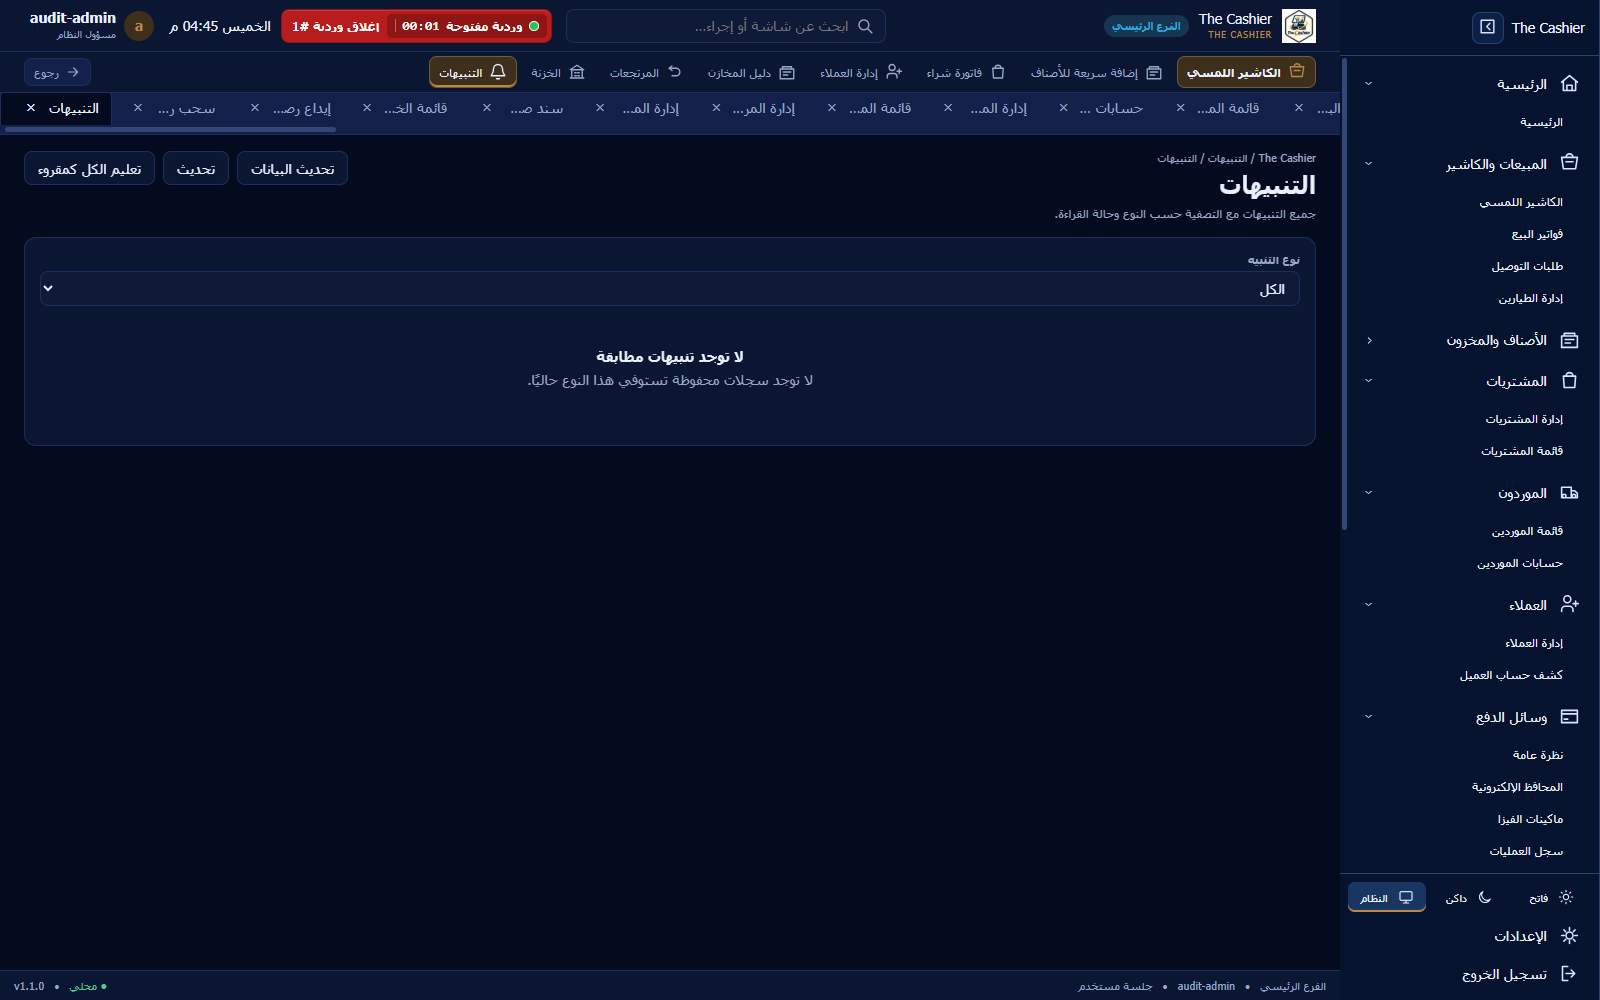 The Cashier
الرئيسية
الرئيسية
المبيعات والكاشير
الكاشير اللمسي
فواتير البيع
طلبات التوصيل
إدارة الطيارين
الأصناف والمخزون
المشتريات
إدارة المشتريات
قائمة المشتريات
الموردون
قائمة الموردين
حسابات الموردين
العملاء
إدارة العملاء
كشف حساب العميل
وسائل الدفع
نظرة عامة
المحافظ الإلكترونية
ماكينات الفيزا
سجل العمليات
فاتح داكن النظام
الإعدادات
تسجيل الخروج
The Cashier
THE CASHIER
الفرع الرئيسي
ابحث عن شاشة أو إجراء...
وردية مفتوحة 00:01 إغلاق وردية #1
الخميس 04:45 م
a
audit-admin
مسؤول النظام
الكاشير اللمسي إضافة سريعة للأصناف فاتورة شراء إدارة العملاء دليل المخازن المرتجعات الخزنة التنبيهات
رجوع
الب... قائمة الم... حسابات ... إدارة الم... قائمة الم... إدارة المر... إدارة الم... سند ص... قائمة الخ... إيداع رص... سحب ر... التنبيهات
The Cashier / التنبيهات / التنبيهات
التنبيهات
جميع التنبيهات مع التصفية حسب النوع وحالة القراءة.
تحديث البيانات تحديث تعليم الكل كمقروء
نوع التنبيه
الكل
لا توجد تنبيهات مطابقة
لا توجد سجلات محفوظة تستوفي هذا النوع حاليًا.
الفرع الرئيسي • audit-admin • جلسة مستخدم
محلي • v1.1.0